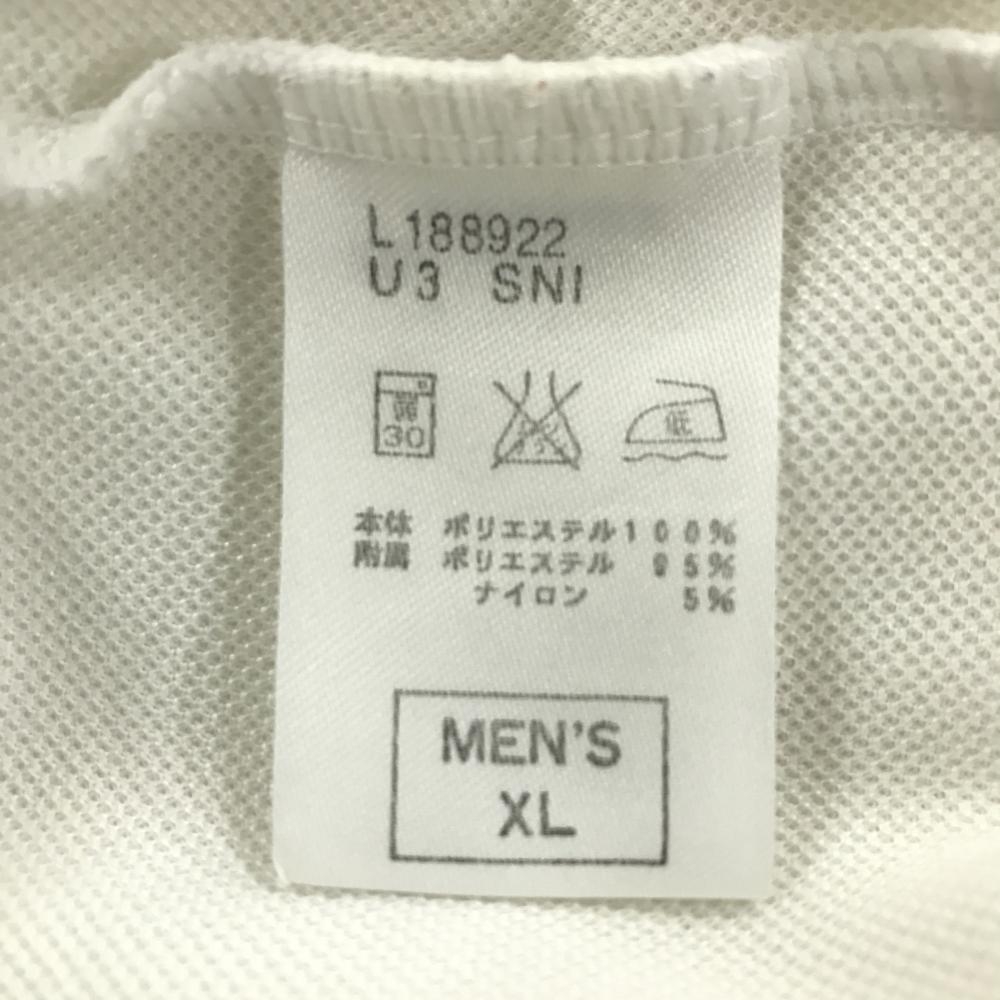 L188922
U3 SNI
弱
30
低
本体 ポリエステル100%
附属 ポリエステル 95%
ナイロン 5%
MEN'S
XL